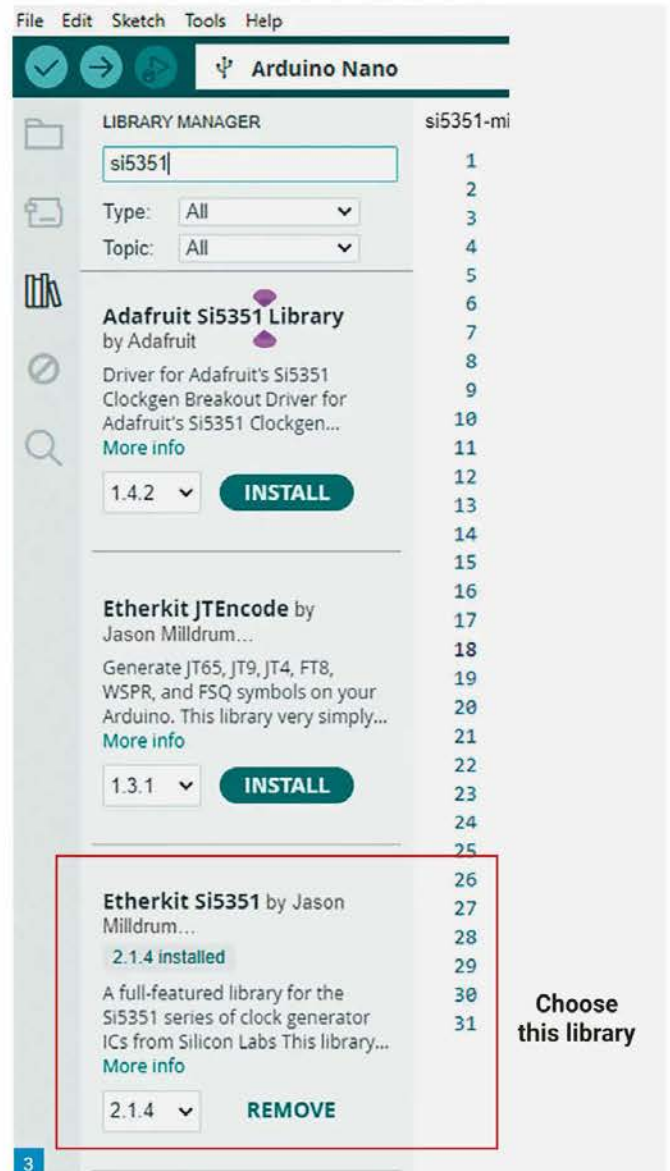 File Edit Sketch Tools Help
Arduino Nano
LIBRARY MANAGER
si5351
Type: All
Topic: All
Adafruit Si5351 Library
by Adafruit
Driver for Adafruit's Si5351
Clockgen Breakout Driver for
Adafruit's Si5351 Clockgen...
More info
1.4.2 INSTALL
Etherkit JTEncode by
Jason Milldrum...
Generate JT65, JT9, JT4, FT8,
WSPR, and FSQ symbols on your
Arduino. This library very simply...
More info
1.3.1 INSTALL
Etherkit Si5351 by Jason
Milldrum...
2.1.4 installed
A full-featured library for the
Si5351 series of clock generator
ICs from Silicon Labs This library...
More info
2.1.4 REMOVE
si5351-mi
1
2
3
4
5
6
7
8
9
10
11
12
13
14
15
16
17
18
19
20
21
22
23
24
25
26
27
28
29
30
31
Choose
this library
3